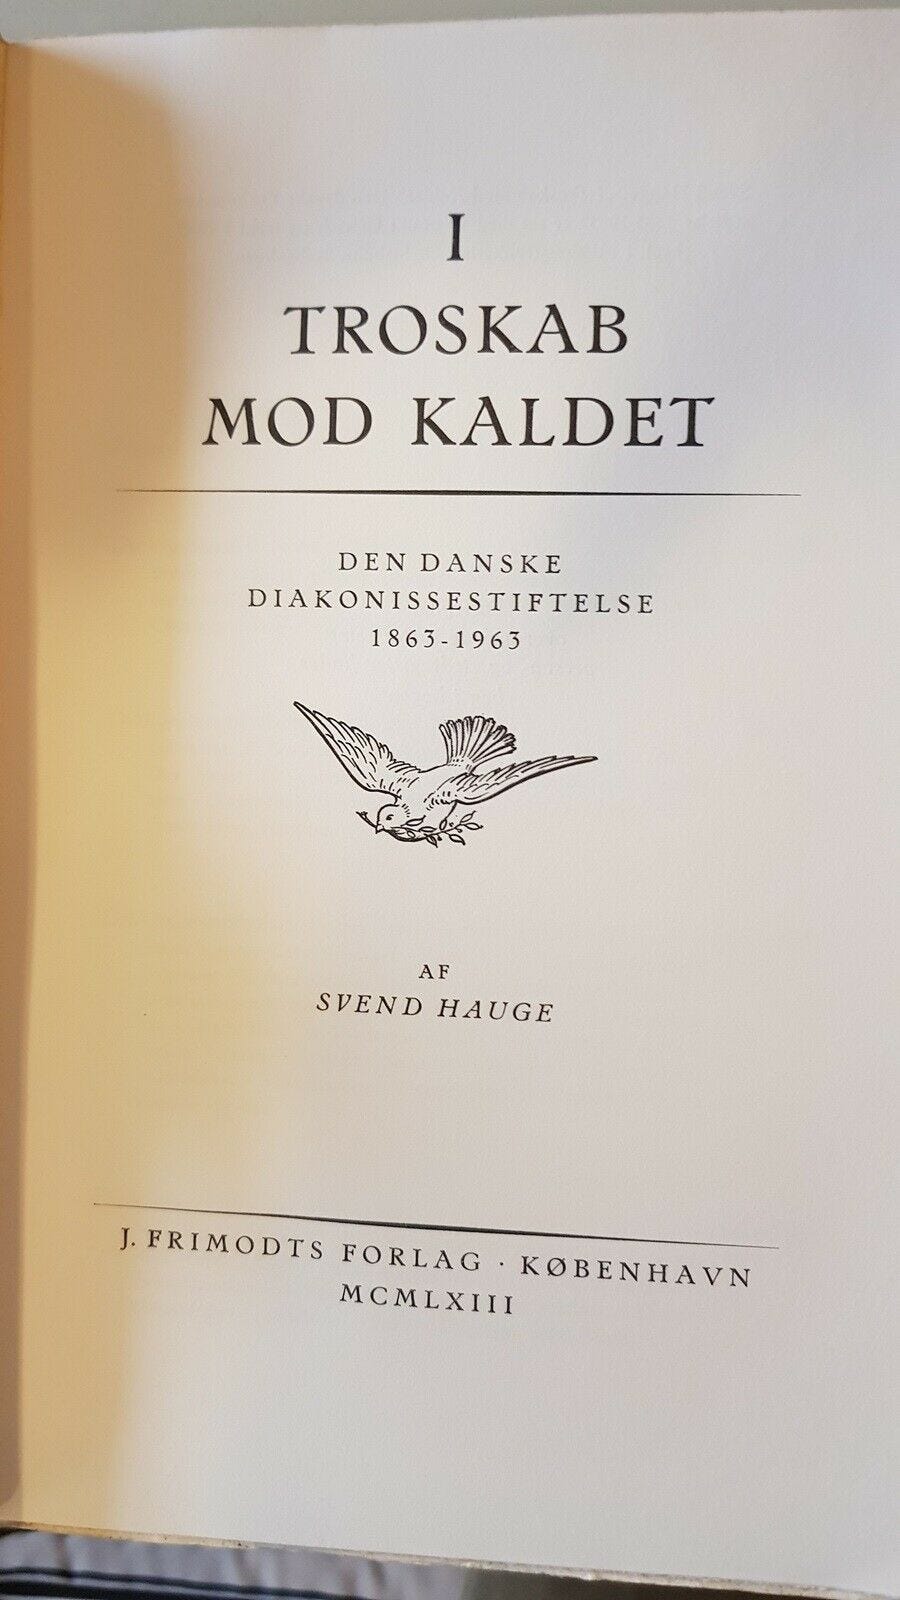 I
TROSKAB
MOD KALDET
DEN DANSKE
DIAKONISSESTIFTELSE
1863-1963
AF
SVEND HAUGE
J. FRIMODTS FORLAG · KØBENHAVN
MCMLXIII